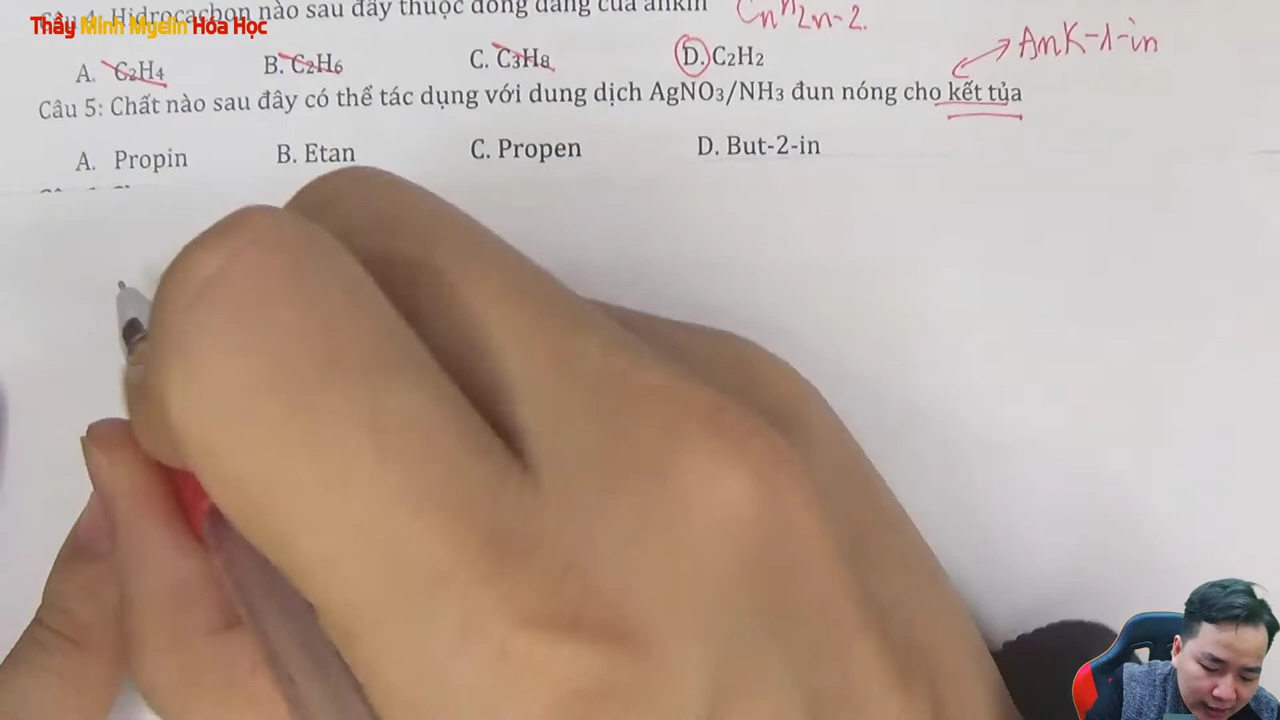 Câu 4: Hidrocacbon nào sau đây thuộc đồng đẳng của ankin
CnH2n-2.
Thầy Minh Myelin Hóa Học
Ank-1-in
A. C2H4 B. C2H6 C. C3H8 D. C2H2
Câu 5: Chất nào sau đây có thể tác dụng với dung dịch AgNO3/NH3 đun nóng cho kết tủa
A. Propin B. Etan C. Propen D. But-2-in